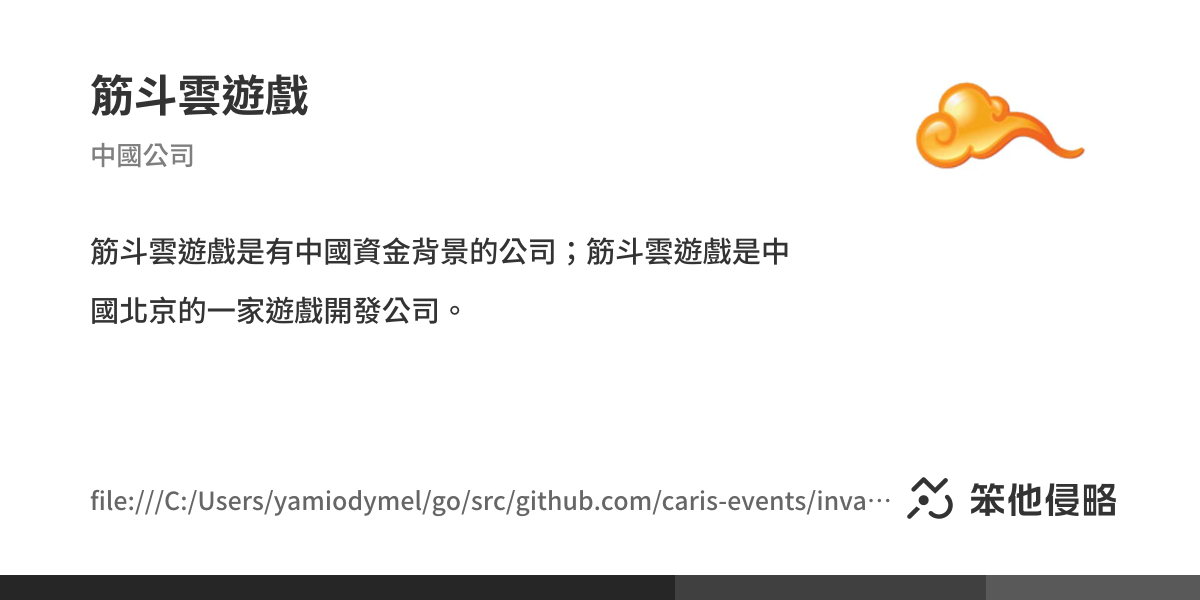 筋斗雲遊戲
中國公司
筋斗雲遊戲是有中國資金背景的公司；筋斗雲遊戲是中
國北京的一家遊戲開發公司。
file:///C:/Users/yamiodymel/go/src/github.com/caris-events/inva…
笨他侵略